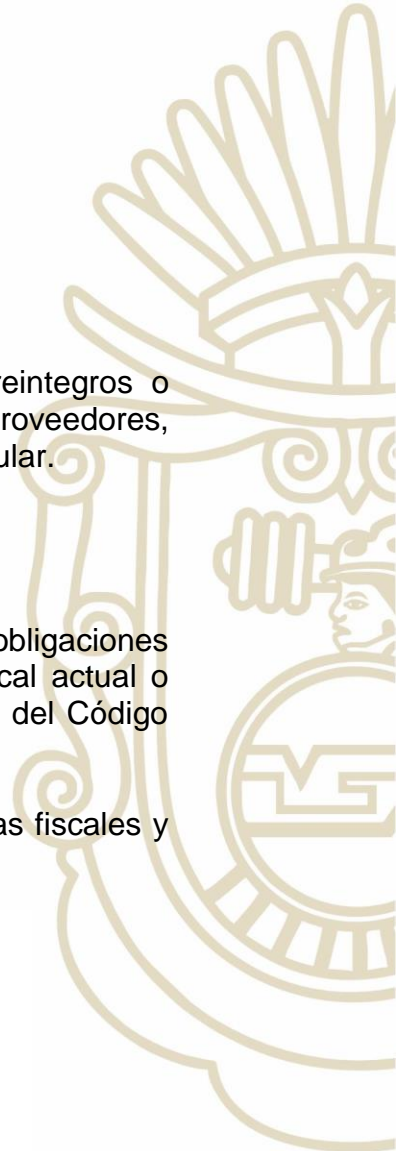 reintegros o
roveedores,
ular.
obligaciones
cal actual o
del Código
as fiscales y